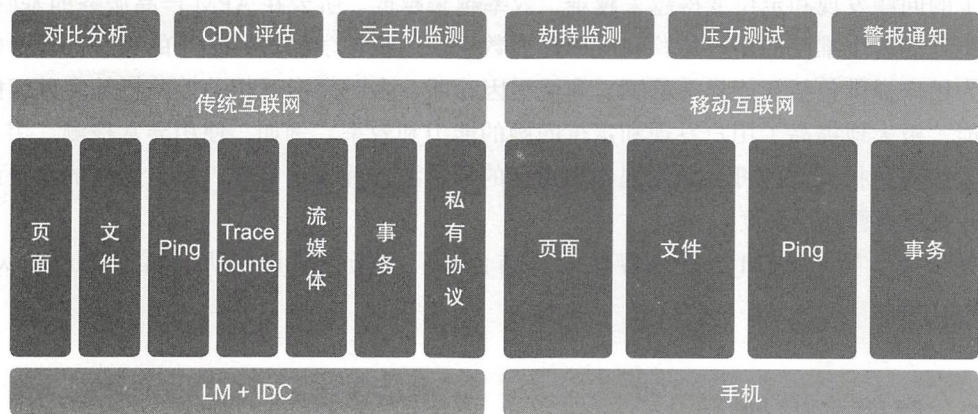 对比分析
CDN 评估
云主机监测
劫持监测
压力测试
警报通知
传统互联网
移动互联网
页面
文件
Ping
Trace
founte
流媒体
事务
私有协议
页面
文件
Ping
事务
LM + IDC
手机